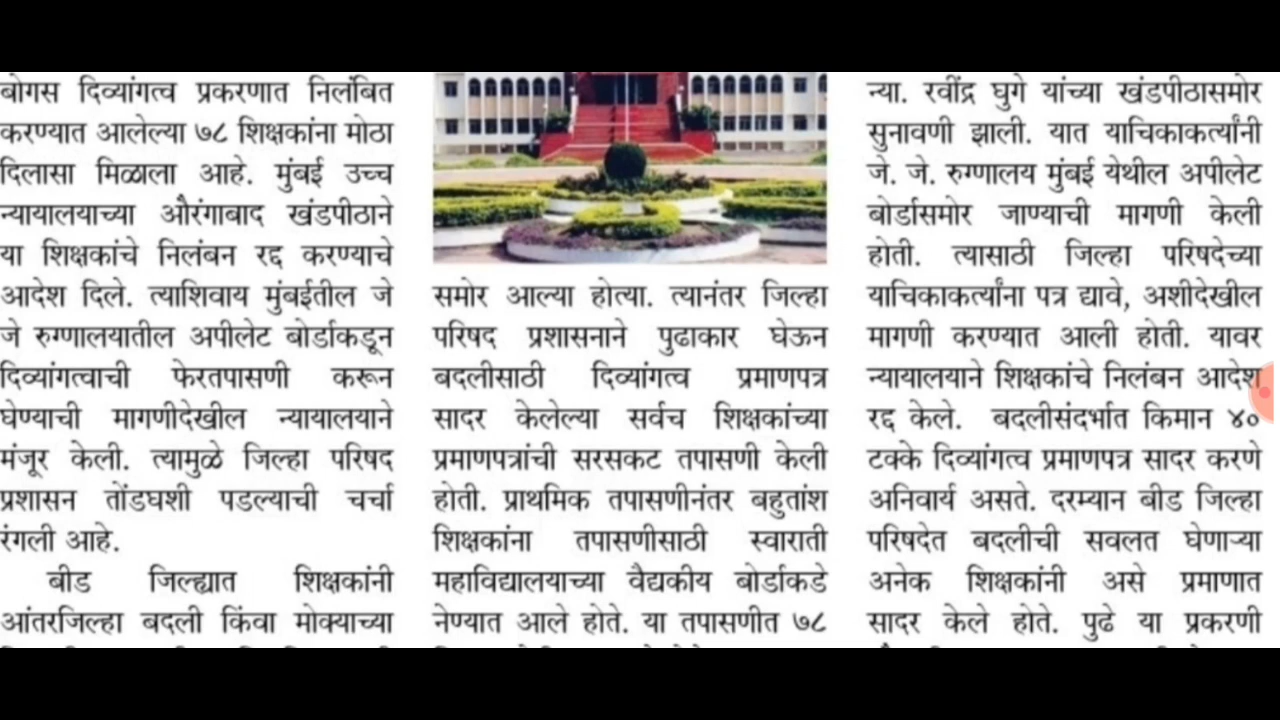 बोगस दिव्यांगत्व प्रकरणात निलंबित
करण्यात आलेल्या ७८ शिक्षकांना मोठा
दिलासा मिळाला आहे. मुंबई उच्च
न्यायालयाच्या औरंगाबाद खंडपीठाने
या शिक्षकांचे निलंबन रद्द करण्याचे
आदेश दिले. त्याशिवाय मुंबईतील जे
जे रुग्णालयातील अपीलेट बोर्डाकडून
दिव्यांगत्वाची फेरतपासणी करून
घेण्याची मागणीदेखील न्यायालयाने
मंजूर केली. त्यामुळे जिल्हा परिषद
प्रशासन तोंडघशी पडल्याची चर्चा
रंगली आहे.
बीड जिल्ह्यात शिक्षकांनी
आंतरजिल्हा बदली किंवा मोक्याच्या
समोर आल्या होत्या. त्यानंतर जिल्हा
परिषद प्रशासनाने पुढाकार घेऊन
बदलीसाठी दिव्यांगत्व प्रमाणपत्र
सादर केलेल्या सर्वच शिक्षकांच्या
प्रमाणपत्रांची सरसकट तपासणी केली
होती. प्राथमिक तपासणीनंतर बहुतांश
शिक्षकांना तपासणीसाठी स्वाराती
महाविद्यालयाच्या वैद्यकीय बोर्डाकडे
नेण्यात आले होते. या तपासणीत ७८
न्या. रवींद्र घुगे यांच्या खंडपीठासमोर
सुनावणी झाली. यात याचिकाकर्त्यांनी
जे. जे. रुग्णालय मुंबई येथील अपीलेट
बोर्डासमोर जाण्याची मागणी केली
होती. त्यासाठी जिल्हा परिषदेच्या
याचिकाकर्त्यांना पत्र द्यावे, अशीदेखील
मागणी करण्यात आली होती. यावर
न्यायालयाने शिक्षकांचे निलंबन आदेश
रद्द केले. बदलीसंदर्भात किमान ४०
टक्के दिव्यांगत्व प्रमाणपत्र सादर करणे
अनिवार्य असते. दरम्यान बीड जिल्हा
परिषदेत बदलीची सवलत घेणाऱ्या
अनेक शिक्षकांनी असे प्रमाणात
सादर केले होते. पुढे या प्रकरणी